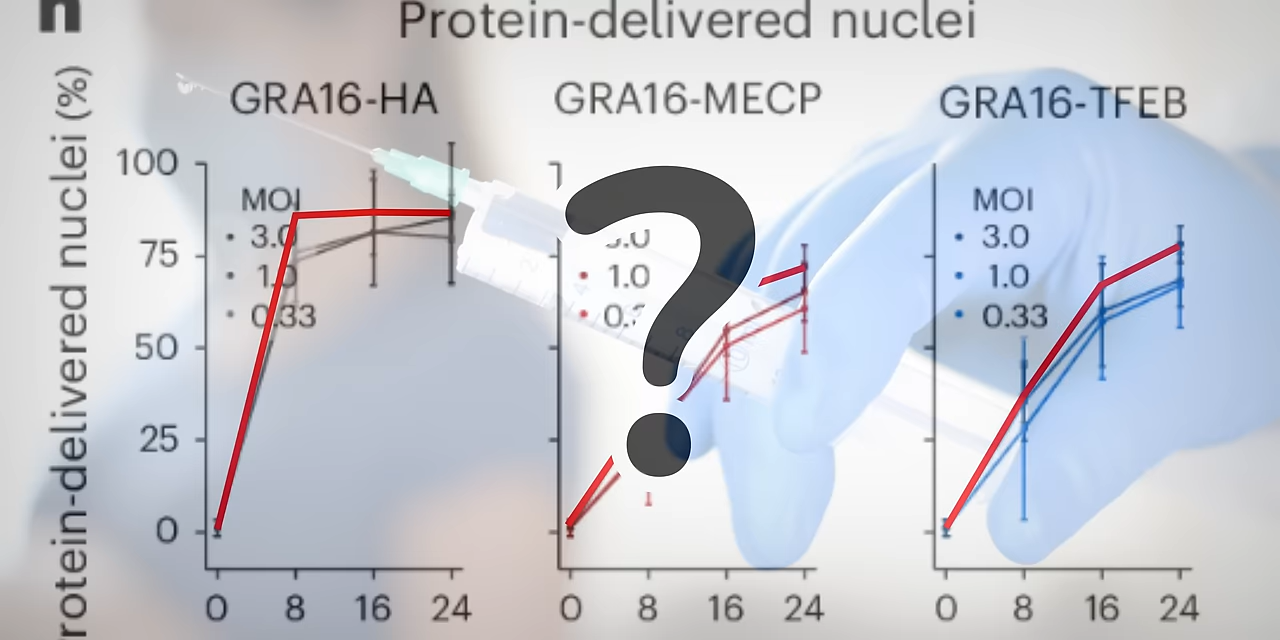 n
Protein-delivered nuclei
rotein-delivered nuclei (%)
GRA16-HA
GRA16-MECP
GRA16-TFEB
100
75
50
25
0
MOI
3.0
1.0
0.33
0 8 16 24
?
1.0
0 8 16 24
MOI
3.0
1.0
0.33
0 8 16 24